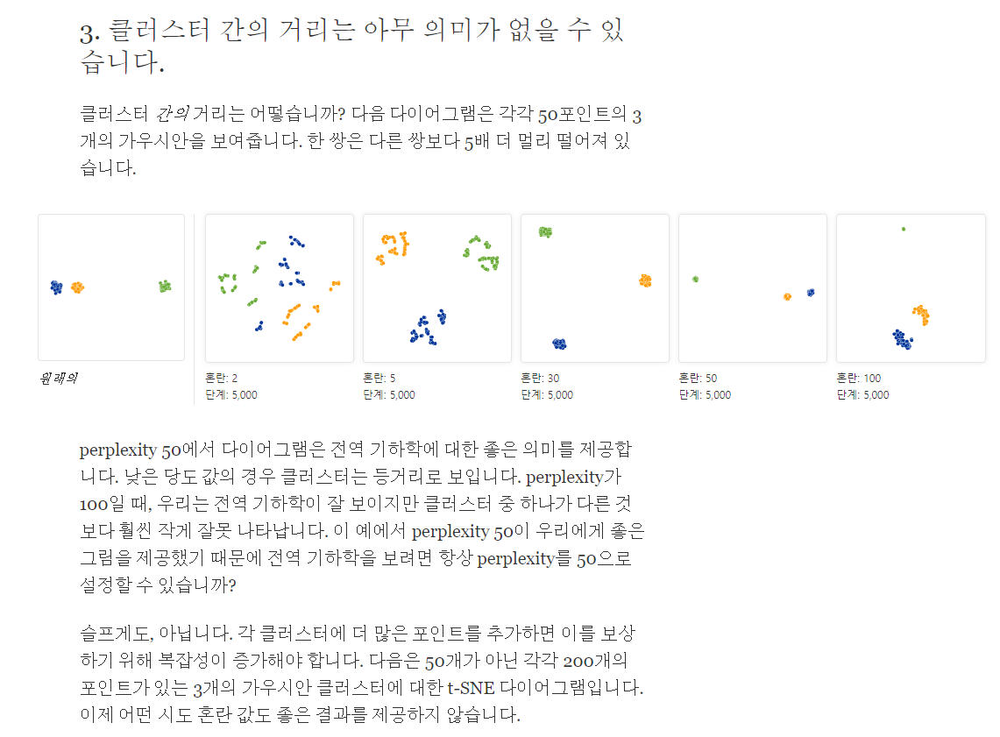 3. 클러스터 간의 거리는 아무 의미가 없을 수 있
습니다.
클러스터 간의 거리는 어떻습니까? 다음 다이어그램은 각각 50포인트의 3
개의 가우시안을 보여줍니다. 한 쌍은 다른 쌍보다 5배 더 멀리 떨어져 있
습니다.
원래의
혼란: 2
단계: 5,000
혼란: 5
단계: 5,000
혼란: 30
단계: 5,000
혼란: 50
단계: 5,000
혼란: 100
단계: 5,000
perplexity 50에서 다이어그램은 전역 기하학에 대한 좋은 의미를 제공합
니다. 낮은 당도 값의 경우 클러스터는 등거리로 보입니다. perplexity가
100일 때, 우리는 전역 기하학이 잘 보이지만 클러스터 중 하나가 다른 것
보다 훨씬 작게 잘못 나타납니다. 이 예에서 perplexity 50이 우리에게 좋은
그림을 제공했기 때문에 전역 기하학을 보려면 항상 perplexity를 50으로
설정할 수 있습니까?
슬프게도, 아닙니다. 각 클러스터에 더 많은 포인트를 추가하면 이를 보상
하기 위해 복잡성이 증가해야 합니다. 다음은 50개가 아닌 각각 200개의
포인트가 있는 3개의 가우시안 클러스터에 대한 t-SNE 다이어그램입니다.
이제 어떤 시도 혼란 값도 좋은 결과를 제공하지 않습니다.